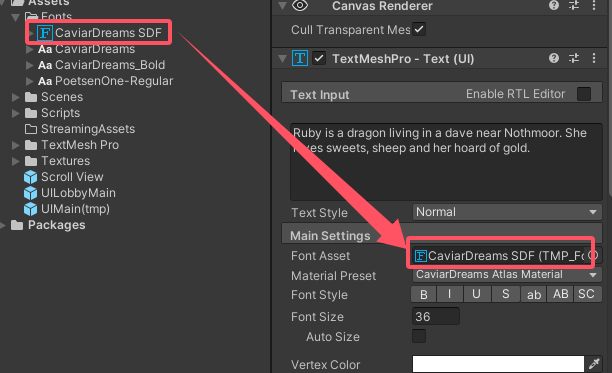 Assets
Fonts
CaviarDreams SDF
Aa CaviarDreams
Aa CaviarDreams_Bold
Aa PoetsenOne-Regular
Scenes
Scripts
StreamingAssets
TextMesh Pro
Textures
Scroll View
UILobbyMain
UIMain(tmp)
Packages
Canvas Renderer
Cull Transparent Mes
TextMeshPro - Text (UI)
Text Input
Enable RTL Editor
Ruby is a dragon living in a dave near Nothmoor. She
es sweets, sheep and her hoard of gold.
Text Style
Normal
Main Settings
Font Asset
CaviarDreams SDF (TMP_Fo
Material Preset
CaviarDreams Atlas Material
Font Style
B I U S ab AB SC
Font Size
36
Auto Size
Vertex Color